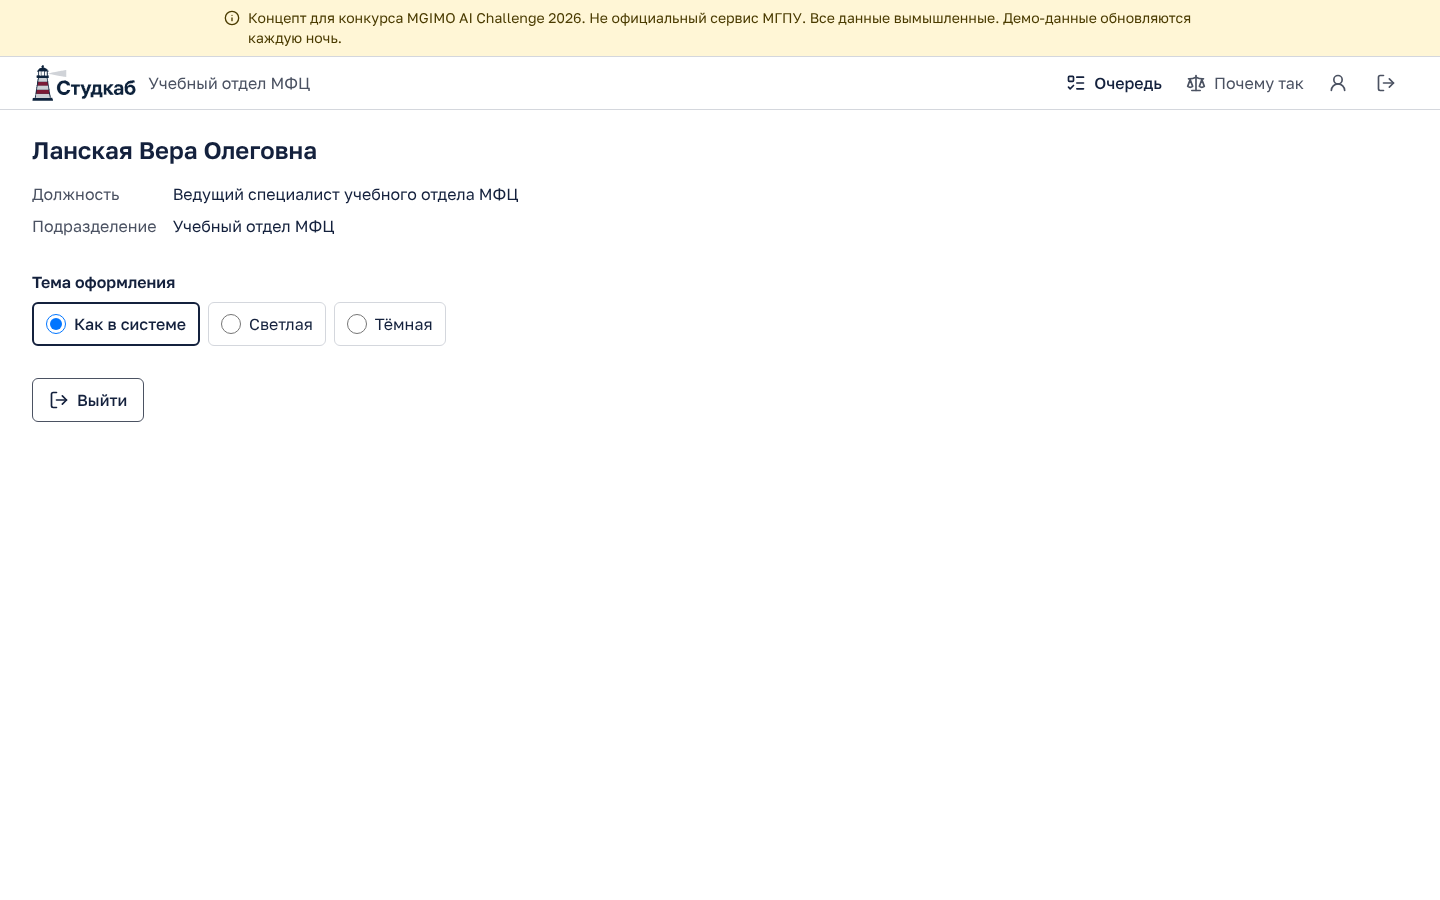 Концепт для конкурса MGIMO AI Challenge 2026. Не официальный сервис МГПУ. Все данные вымышленные. Демо-данные обновляются
каждую ночь.
Студкаб
Учебный отдел МФЦ
Очередь
Почему так
Ланская Вера Олеговна
Должность Ведущий специалист учебного отдела МФЦ
Подразделение Учебный отдел МФЦ
Тема оформления
Как в системе
Светлая
Тёмная
Выйти